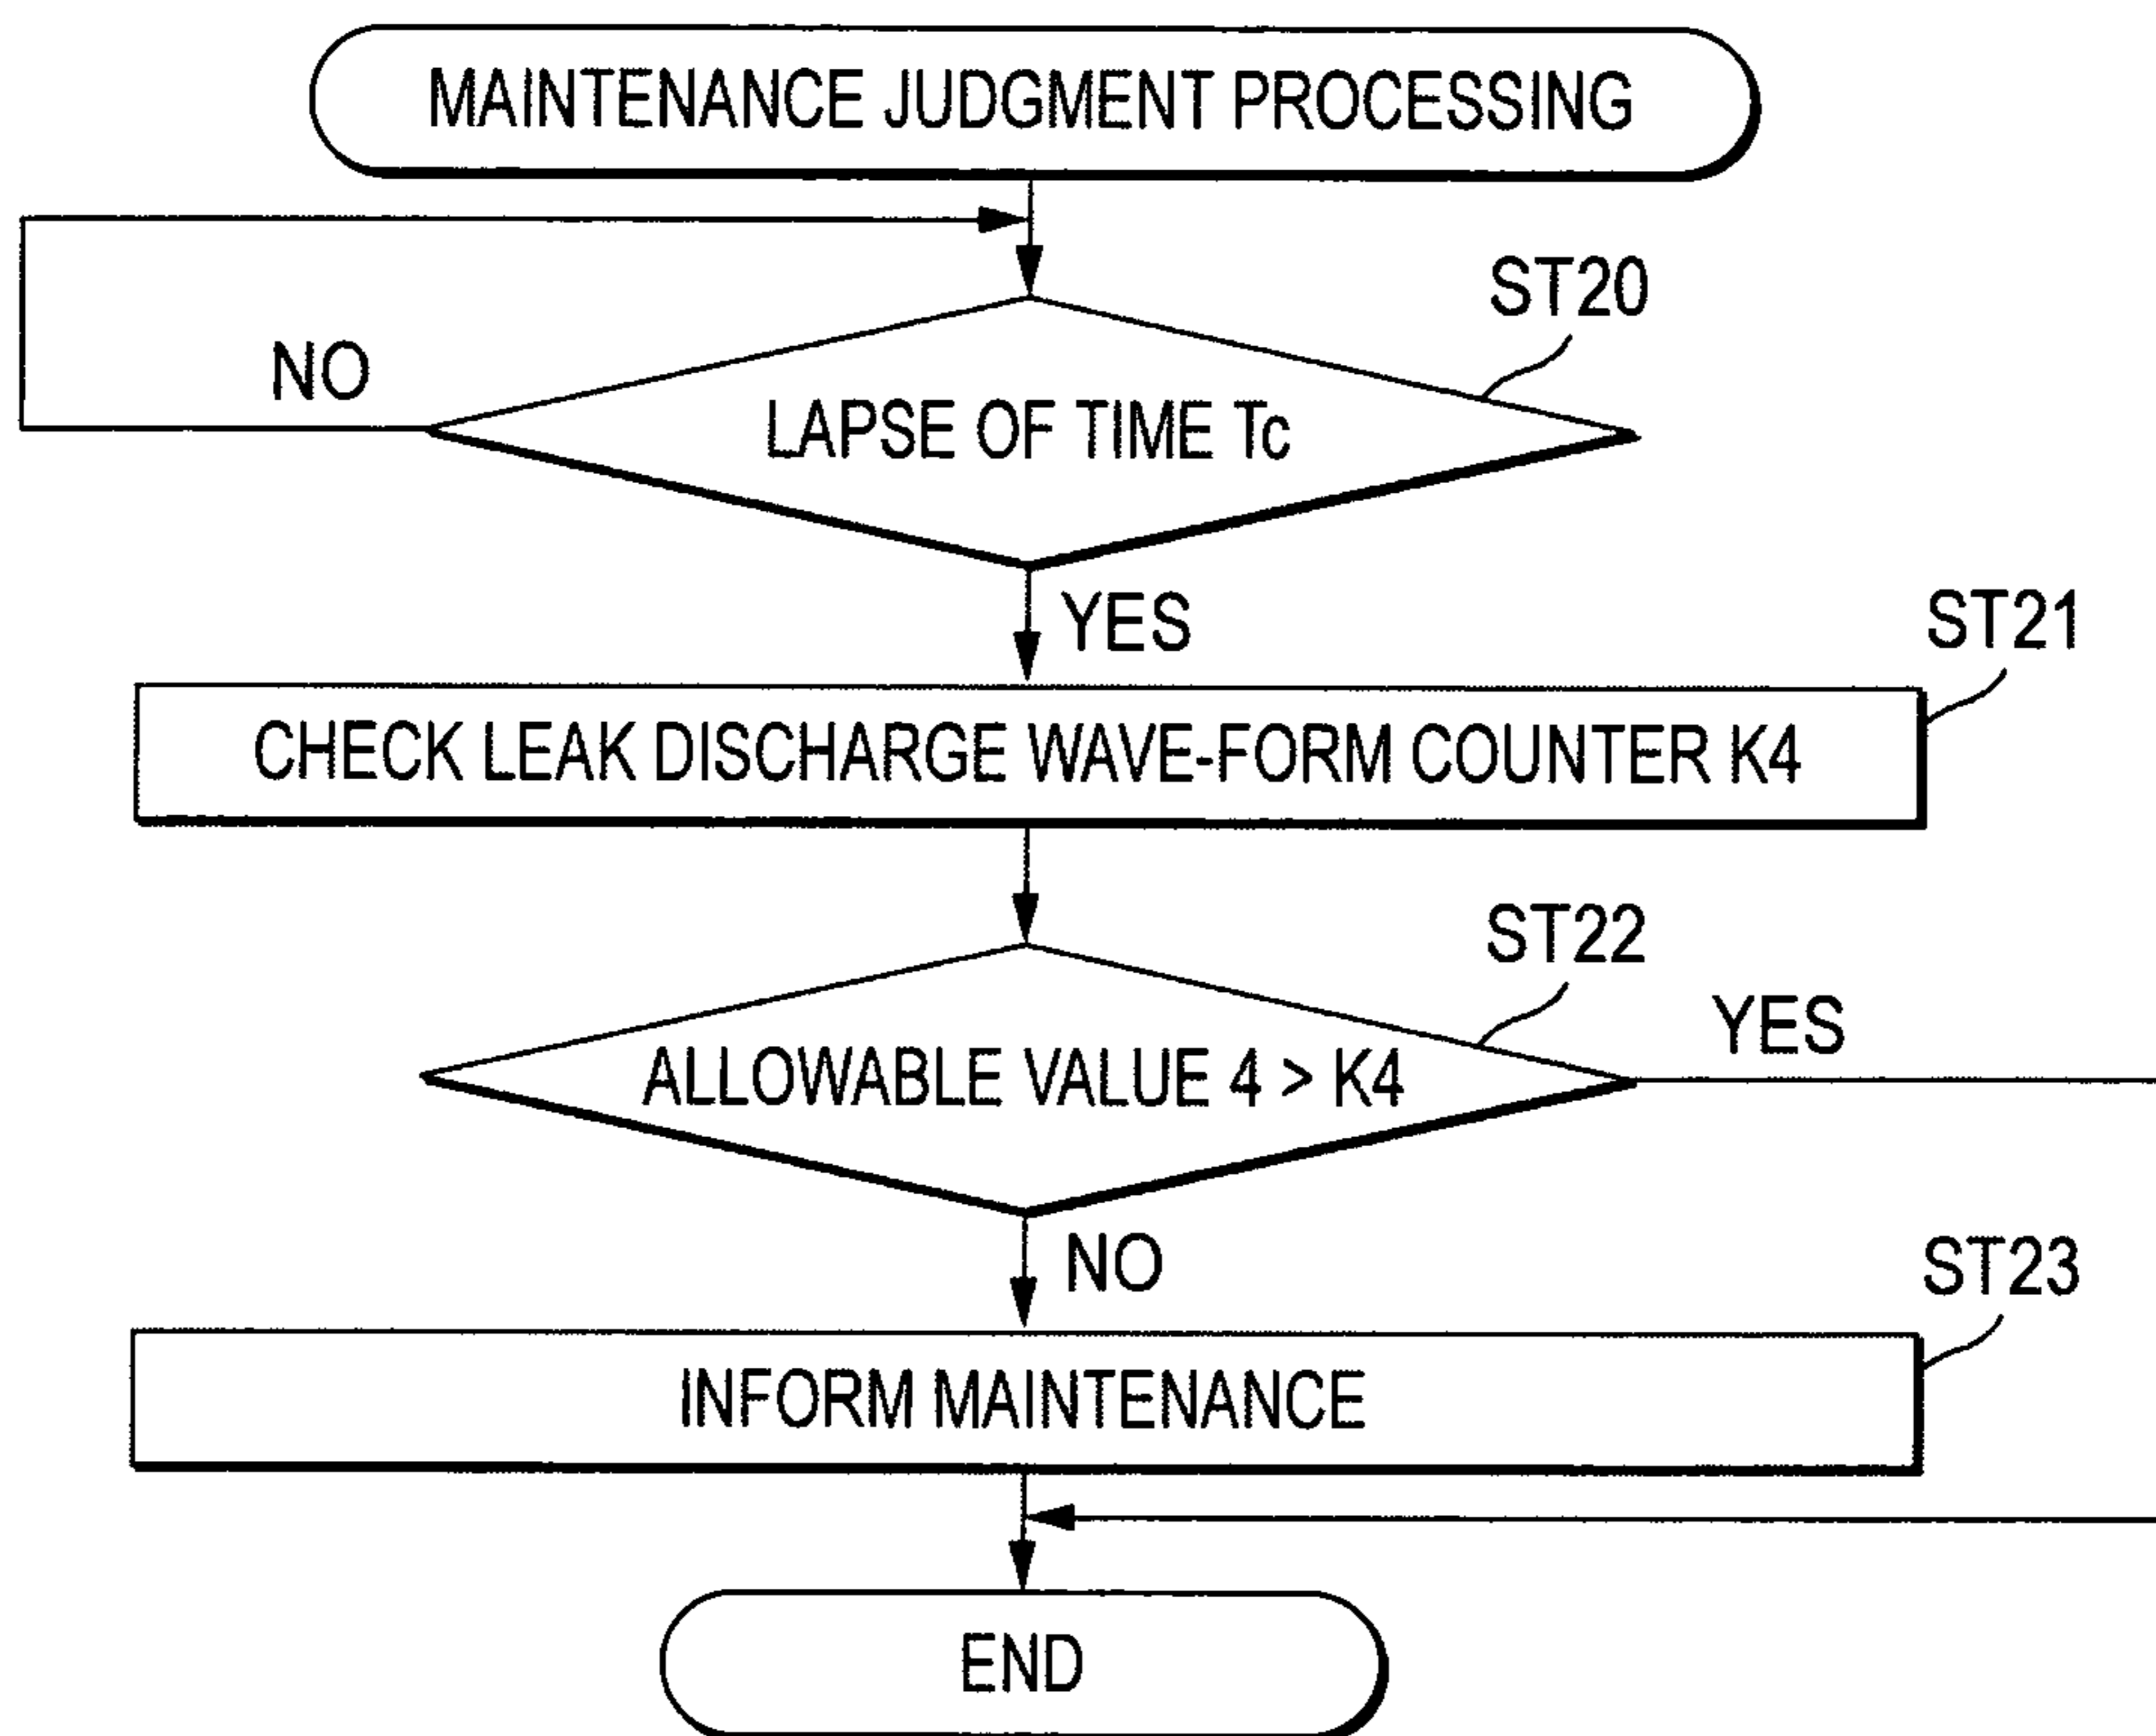 MAINTENANCE JUDGMENT PROCESSING
ST20
NO
LAPSE OF TIME Tc
YES
ST21
CHECK LEAK DISCHARGE WAVE-FORM COUNTER K4
ST22
YES
ALLOWABLE VALUE 4 > K4
NO
ST23
INFORM MAINTENANCE
END